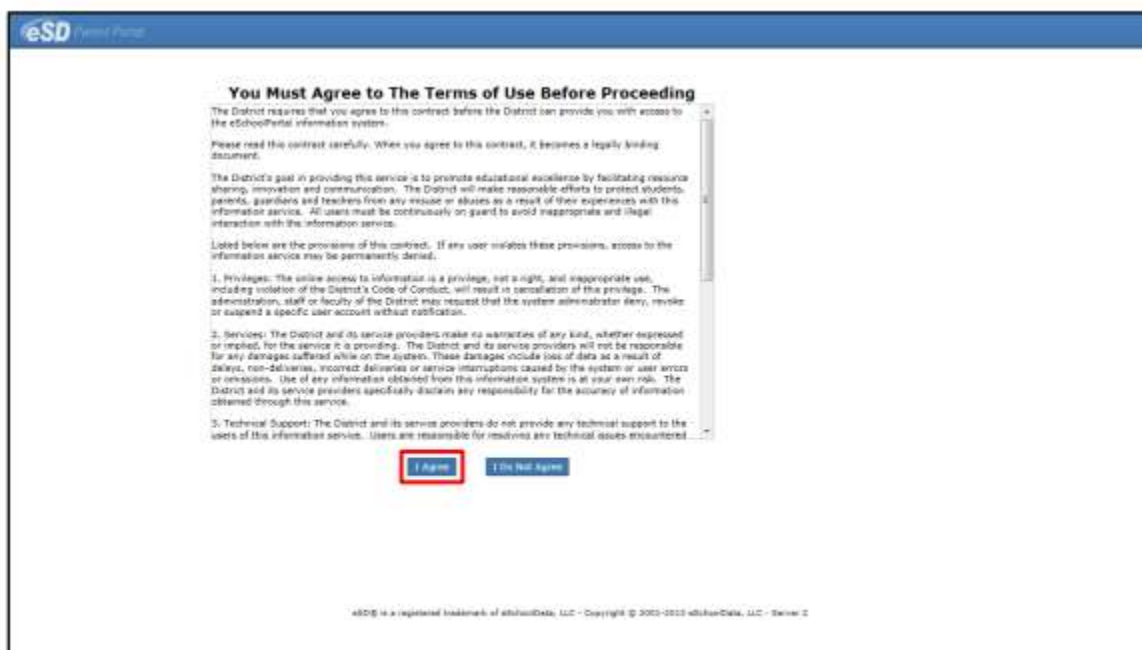 eSD Parent Portal
You Must Agree to The Terms of Use Before Proceeding
The District requires that you agree to this contract before the District can provide you with access to
the eSchoolPortal information system.
Please read this contract carefully. When you agree to this contract, it becomes a legally binding
document.
The District's goal in providing this service is to promote educational excellence by facilitating resource
sharing, innovation and communication. The District will make reasonable efforts to protect students,
parents, guardians and teachers from any misuse or abuses as a result of their experiences with this
information service. All users must be continuously on guard to avoid inappropriate and illegal
interaction with the information service.
Listed below are the provisions of this contract. If any user violates these provisions, access to the
information service may be permanently denied.
1. Privileges: The online access to information is a privilege, not a right, and inappropriate use,
including violation of the District's Code of Conduct, will result in cancellation of this privilege. The
administration, staff or faculty of the District may request that the system administrator deny, revoke
or suspend a specific user account without notification.
2. Services: The District and its service providers make no warranties of any kind, whether expressed
or implied, for the service it is providing. The District and its service providers will not be responsible
for any damages suffered while on the system. These damages include loss of data as a result of
delays, non-deliveries, incorrect deliveries or service interruptions caused by the system or user errors
or omissions. Use of any information obtained from this information system is at your own risk. The
District and its service providers specifically disclaim any responsibility for the accuracy of information
obtained through this service.
3. Technical Support: The District and its service providers do not provide any technical support to the
users of this information service. Users are responsible for resolving any technical issues encountered
I Agree
I Do Not Agree
eSD® is a registered trademark of eSchoolData, LLC - Copyright © 2003-2013 eSchoolData, LLC - Server 2